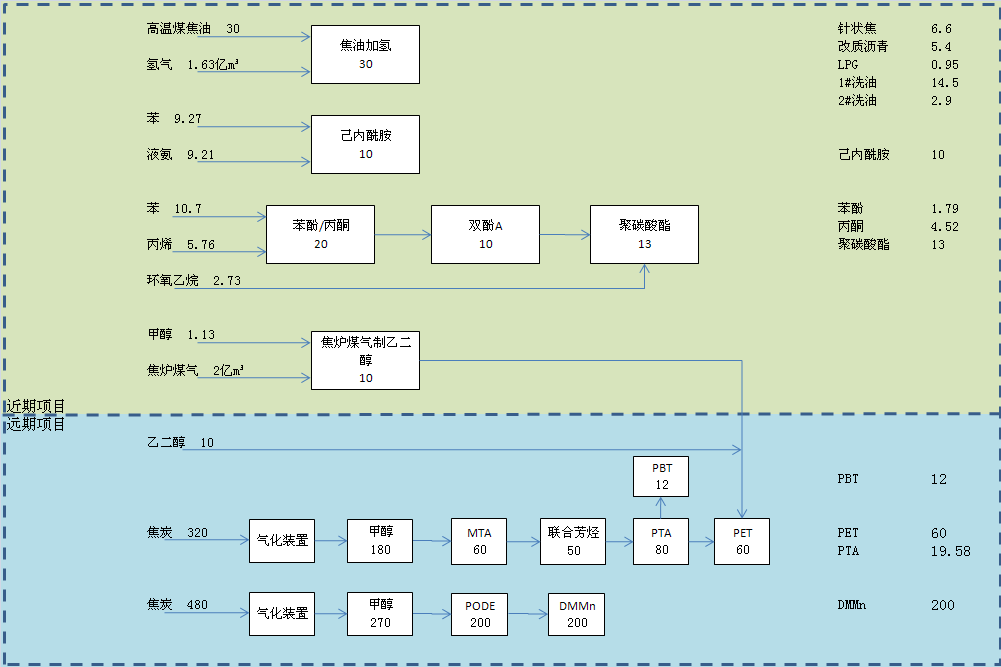 高温煤焦油 30
焦油加氢
30
氢气 1.63亿m³
针状焦 6.6
改质沥青 5.4
LPG 0.95
1#洗油 14.5
2#洗油 2.9
苯 9.27
液氨 9.21
己内酰胺
10
己内酰胺 10
苯 10.7
丙烯 5.76
环氧乙烷 2.73
苯酚/丙酮
20
双酚A
10
聚碳酸酯
13
苯酚 1.79
丙酮 4.52
聚碳酸酯 13
甲醇 1.13
焦炉煤气 2亿m³
焦炉煤气制乙二
醇
10
近期项目
远期项目
乙二醇 10
PBT
12
PBT 12
焦炭 320
气化装置
甲醇
180
MTA
60
联合芳烃
50
PTA
80
PET
60
PET 60
PTA 19.58
焦炭 480
气化装置
甲醇
270
PODE
200
DMMn
200
DMMn 200